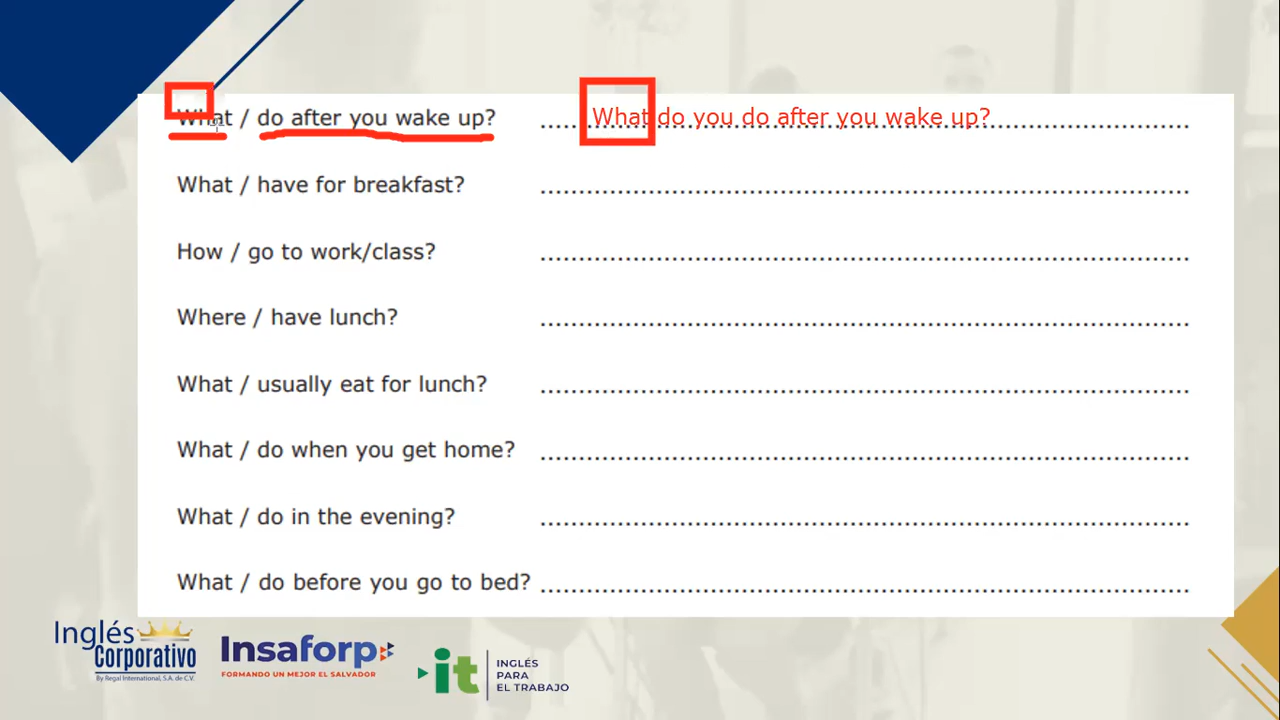 What / do after you wake up? ........ What do you do after you wake up?
What / have for breakfast? ........................................................................
How / go to work/class? ........................................................................
Where / have lunch? ........................................................................
What / usually eat for lunch? ........................................................................
What / do when you get home? ........................................................................
What / do in the evening? ........................................................................
What / do before you go to bed? ........................................................................
Inglés
Corporativo
By Regal International, S.A. de C.V.
Insaforp
FORMANDO UN MEJOR EL SALVADOR
it
INGLÉS
PARA
EL TRABAJO